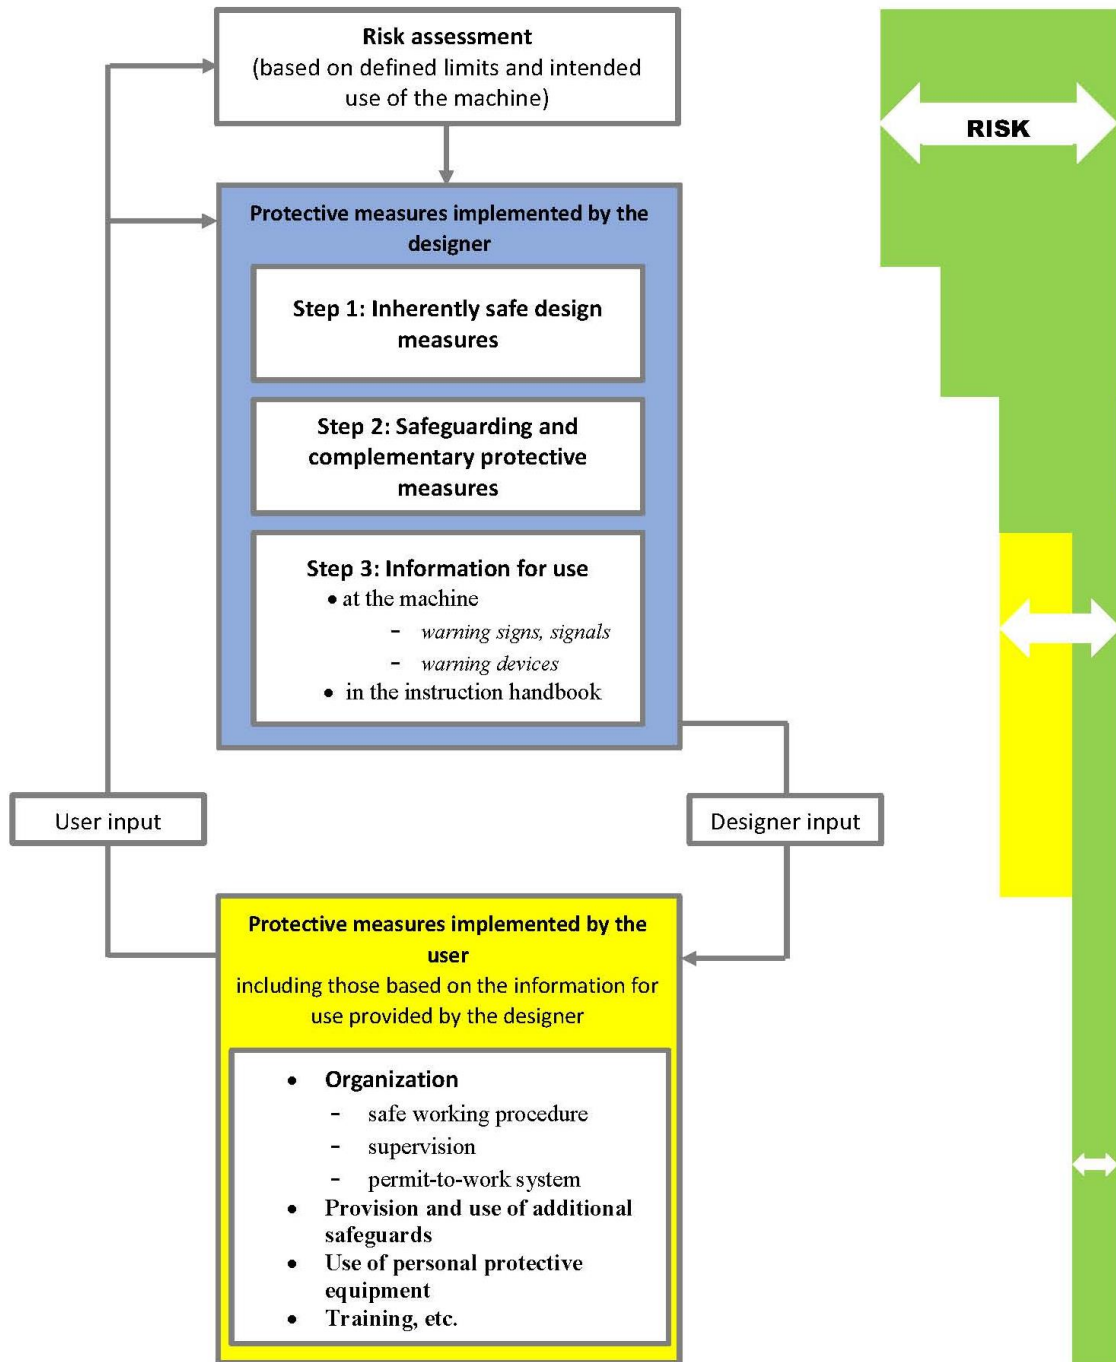 Risk assessment
(based on defined limits and intended
use of the machine)
RISK
Protective measures implemented by the
designer
Step 1: Inherently safe design
measures
Step 2: Safeguarding and
complementary protective
measures
Step 3: Information for use
• at the machine
- warning signs, signals
- warning devices
• in the instruction handbook
User input
Designer input
Protective measures implemented by the
user
including those based on the information for
use provided by the designer
• Organization
- safe working procedure
- supervision
- permit-to-work system
• Provision and use of additional
safeguards
• Use of personal protective
equipment
• Training, etc.